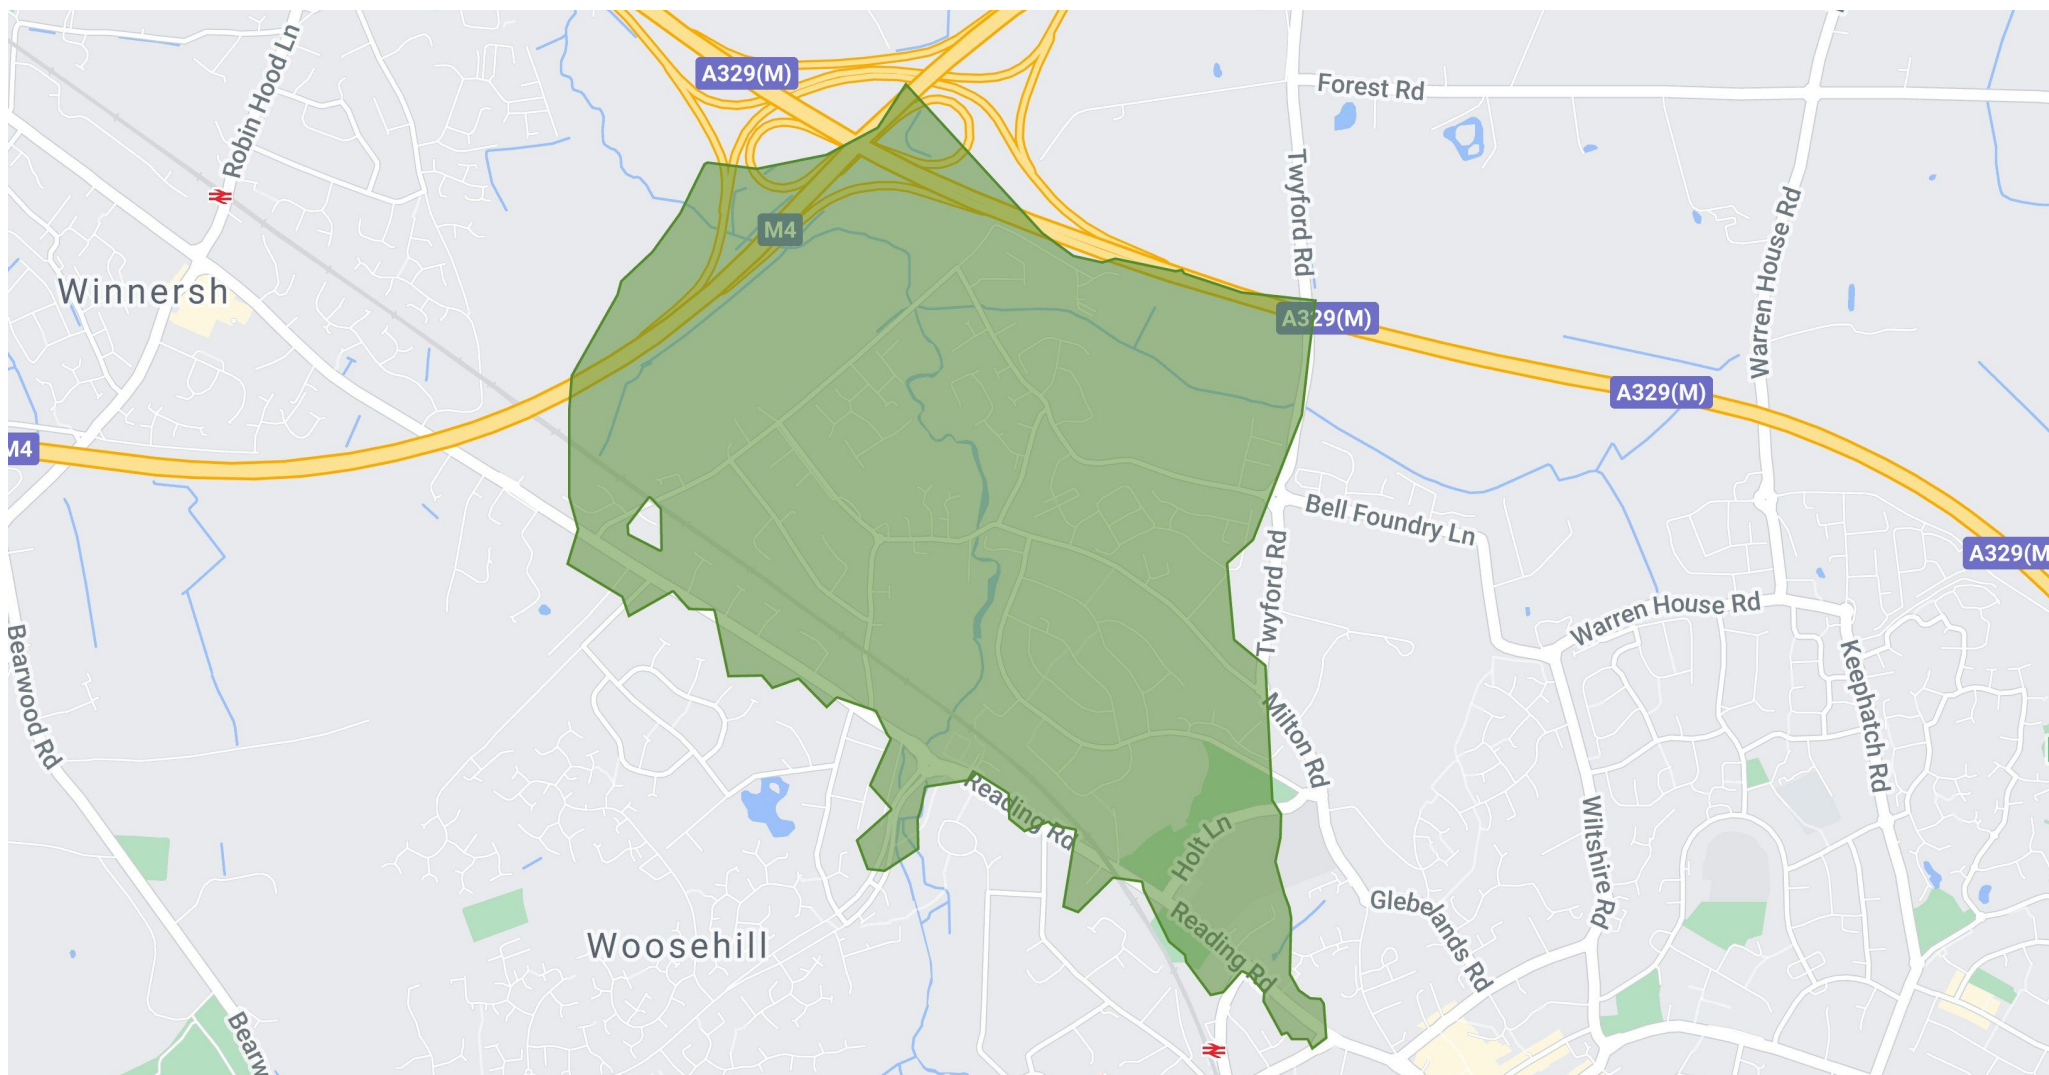 A329(M)
Robin Hood Ln
Forest Rd
Twyford Rd
Warren House Rd
M4
Winnersh
A329(M)
A329(M)
M4
Bell Foundry Ln
A329(M
Twyford Rd
Warren House Rd
Bearwood Rd
Keephatch Rd
Milton Rd
Reading Rd
Holt Ln
Wiltshire Rd
Glebelands Rd
Reading Rd
Woosehill
Bearw